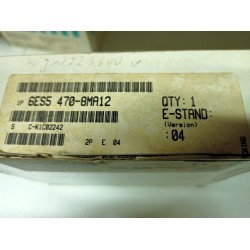 1P 6ES5 470-8MA12
QTY: 1
E-STAND:
(Version)
:04
S C-K1C02242
2P E 04